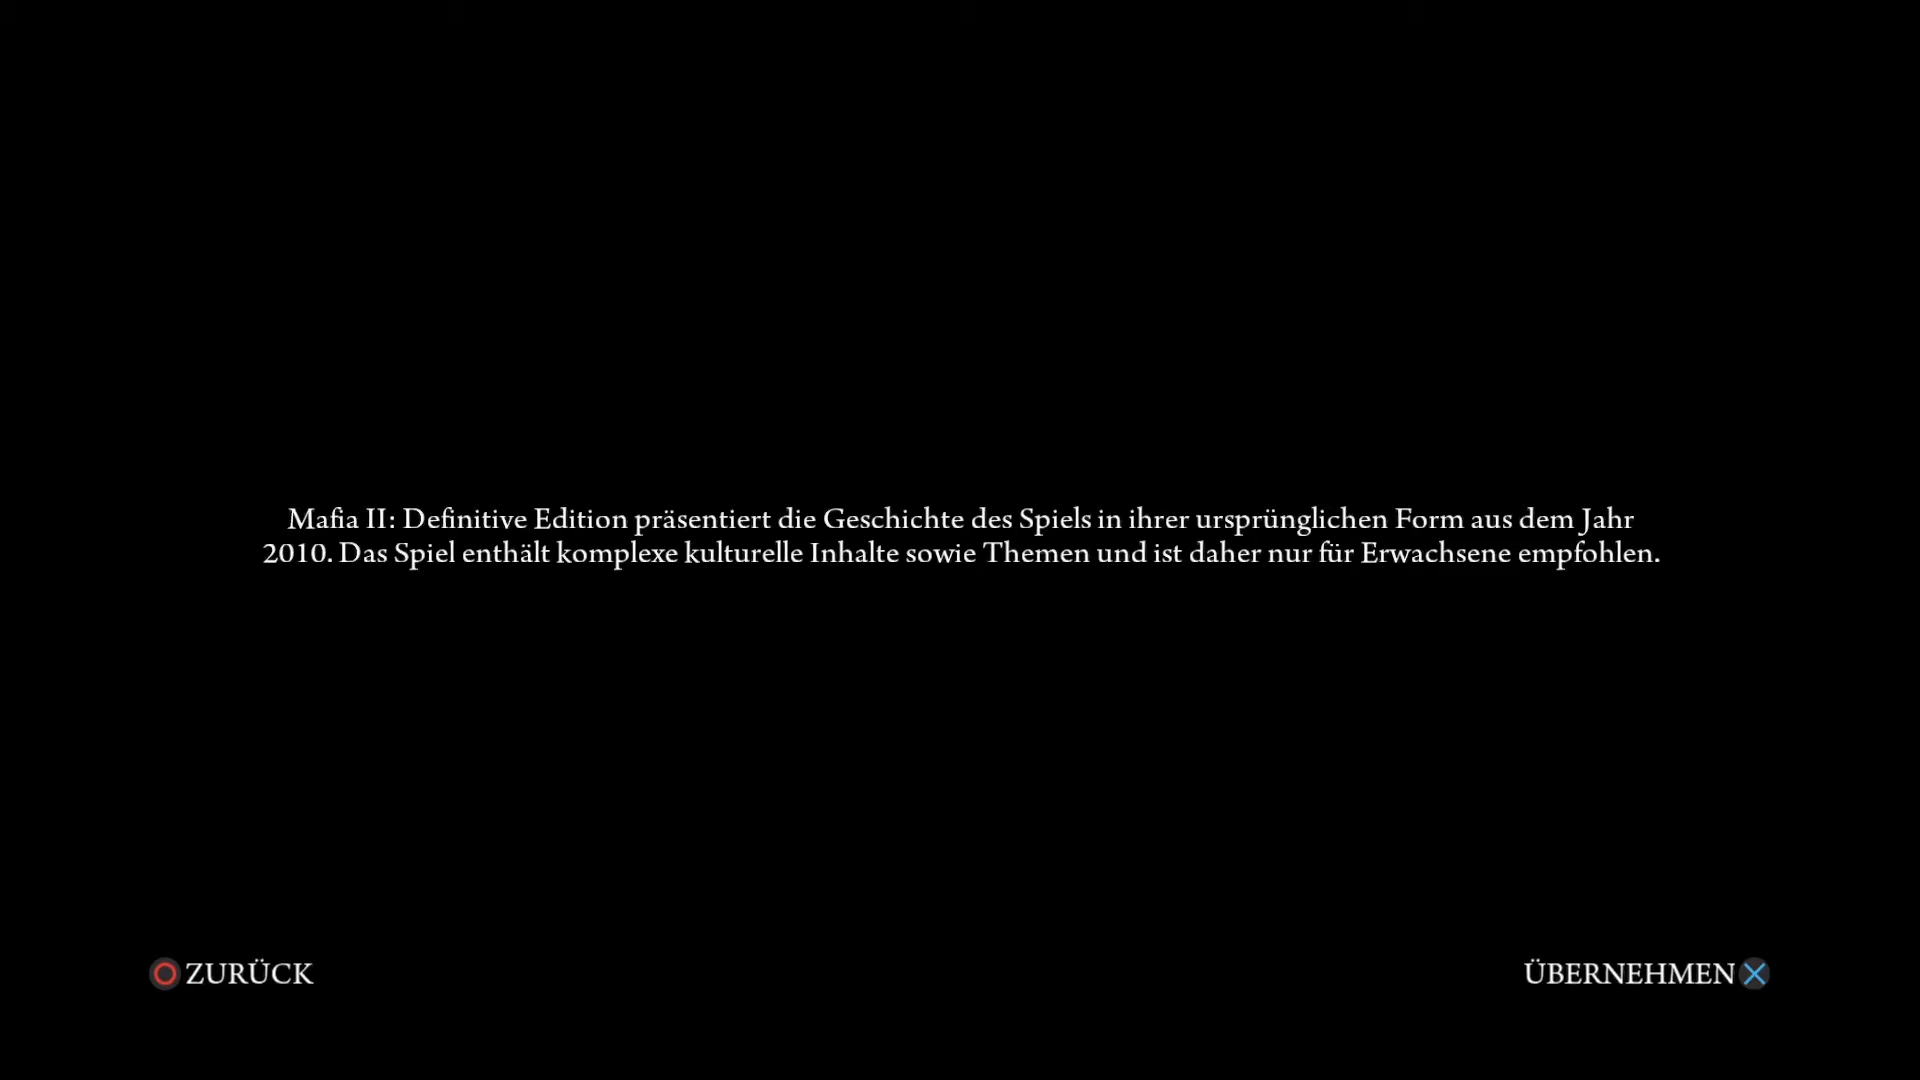 Mafia II: Definitive Edition präsentiert die Geschichte des Spiels in ihrer ursprünglichen Form aus dem Jahr
2010. Das Spiel enthält komplexe kulturelle Inhalte sowie Themen und ist daher nur für Erwachsene empfohlen.
ZURÜCK
ÜBERNEHMEN